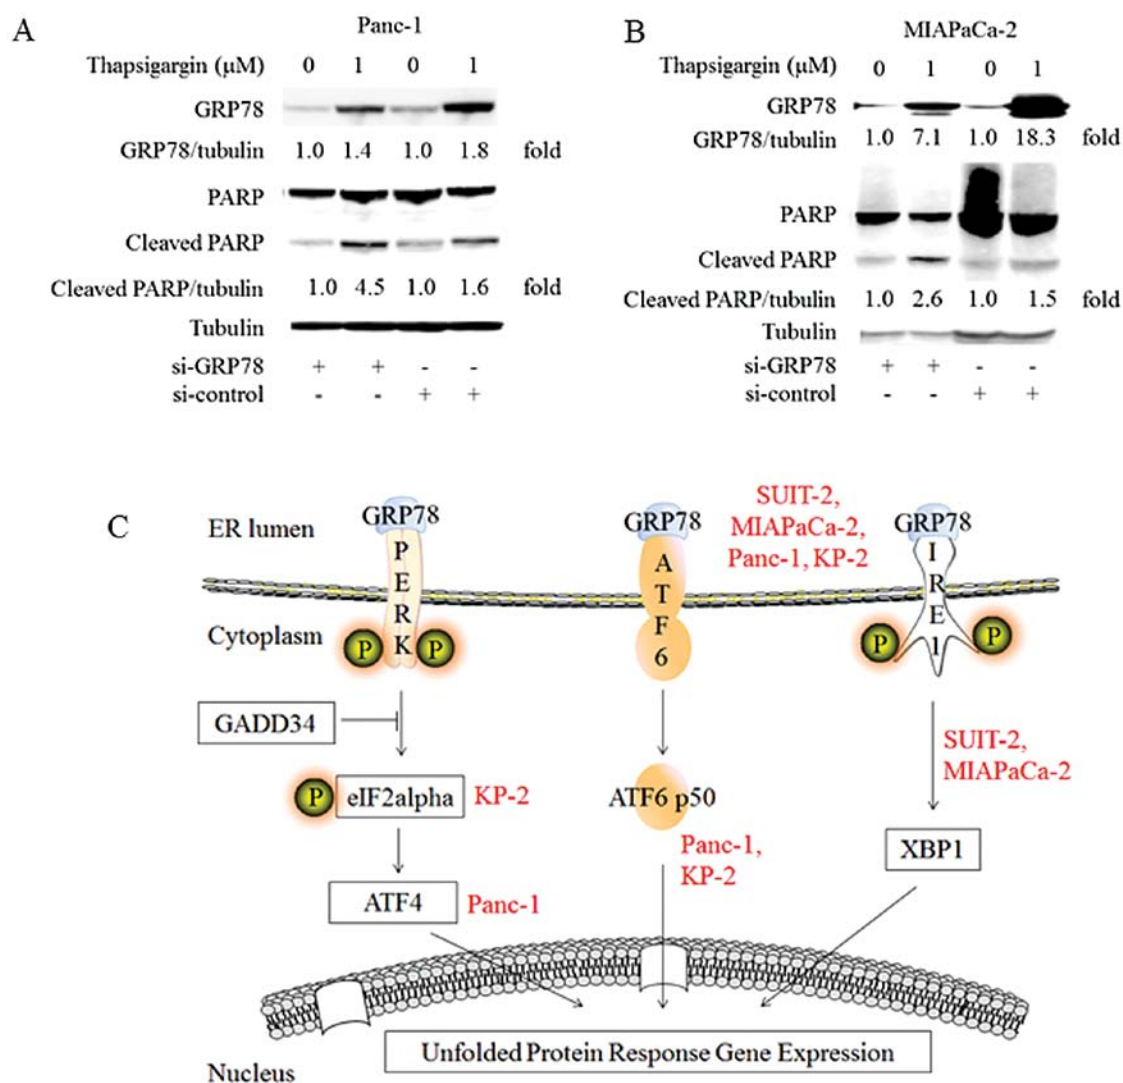 A
Panc-1
Thapsigargin (µM) 0 1 0 1
GRP78
GRP78/tubulin 1.0 1.4 1.0 1.8 fold
PARP
Cleaved PARP
Cleaved PARP/tubulin 1.0 4.5 1.0 1.6 fold
Tubulin
si-GRP78 + + - -
si-control - - + +
B
MIAPaCa-2
Thapsigargin (µM) 0 1 0 1
GRP78
GRP78/tubulin 1.0 7.1 1.0 18.3 fold
PARP
Cleaved PARP
Cleaved PARP/tubulin 1.0 2.6 1.0 1.5 fold
Tubulin
si-GRP78 + + - -
si-control - - + +
C
ER lumen
Cytoplasm
GRP78
PERK
P P
GADD34
P
eIF2alpha
KP-2
ATF4
Panc-1
GRP78
ATF6
SUIT-2,
MIAPaCa-2,
Panc-1, KP-2
ATF6 p50
Panc-1,
KP-2
GRP78
IRE1
P P
SUIT-2,
MIAPaCa-2
XBP1
Unfolded Protein Response Gene Expression
Nucleus